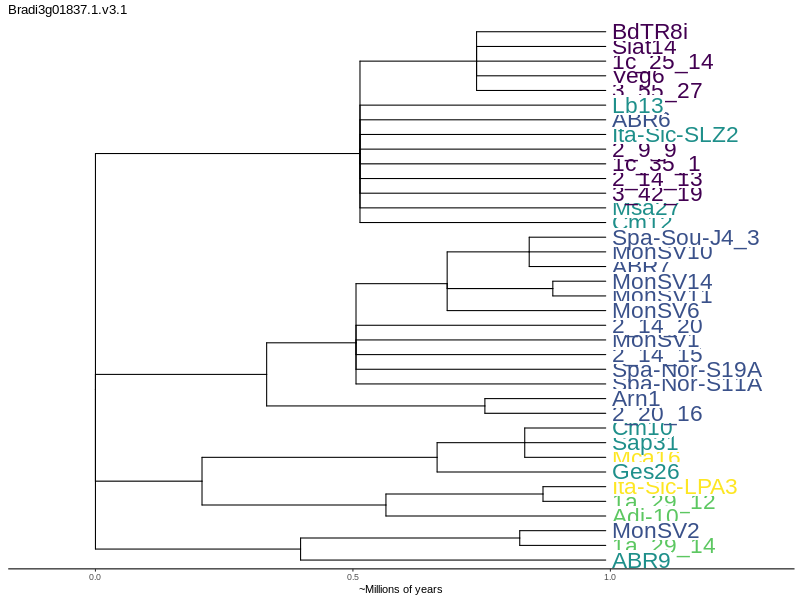 Bradi3g01837.1.v3.1
BdTR8i
Siat14
1c_25_14
Veg6
3_55_27
Lb13
ABR6
Ita-Sic-SLZ2
2_9_9
1c_35_1
2_14_13
3_42_19
Msa27
Cm12
Spa-Sou-J4_3
MonSV10
ABR7
MonSV14
MonSV11
MonSV6
2_14_20
MonSV1
2_14_15
Spa-Nor-S19A
Spa-Nor-S11A
Arn1
2_20_16
Cm10
Sap31
Mca16
Ges26
Ita-Sic-LPA3
1a_29_12
Adi-10
MonSV2
1a_29_14
ABR9
0.0 0.5 1.0
~Millions of years